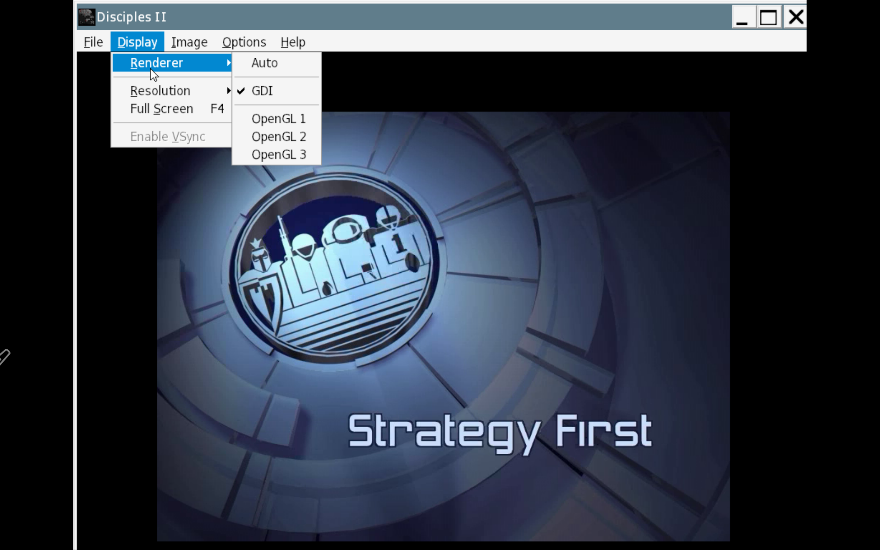 Disciples II
File Display Image Options Help
Renderer
Resolution
Full Screen F4
Enable VSync
Auto
GDI
OpenGL 1
OpenGL 2
OpenGL 3
1
Strategy First